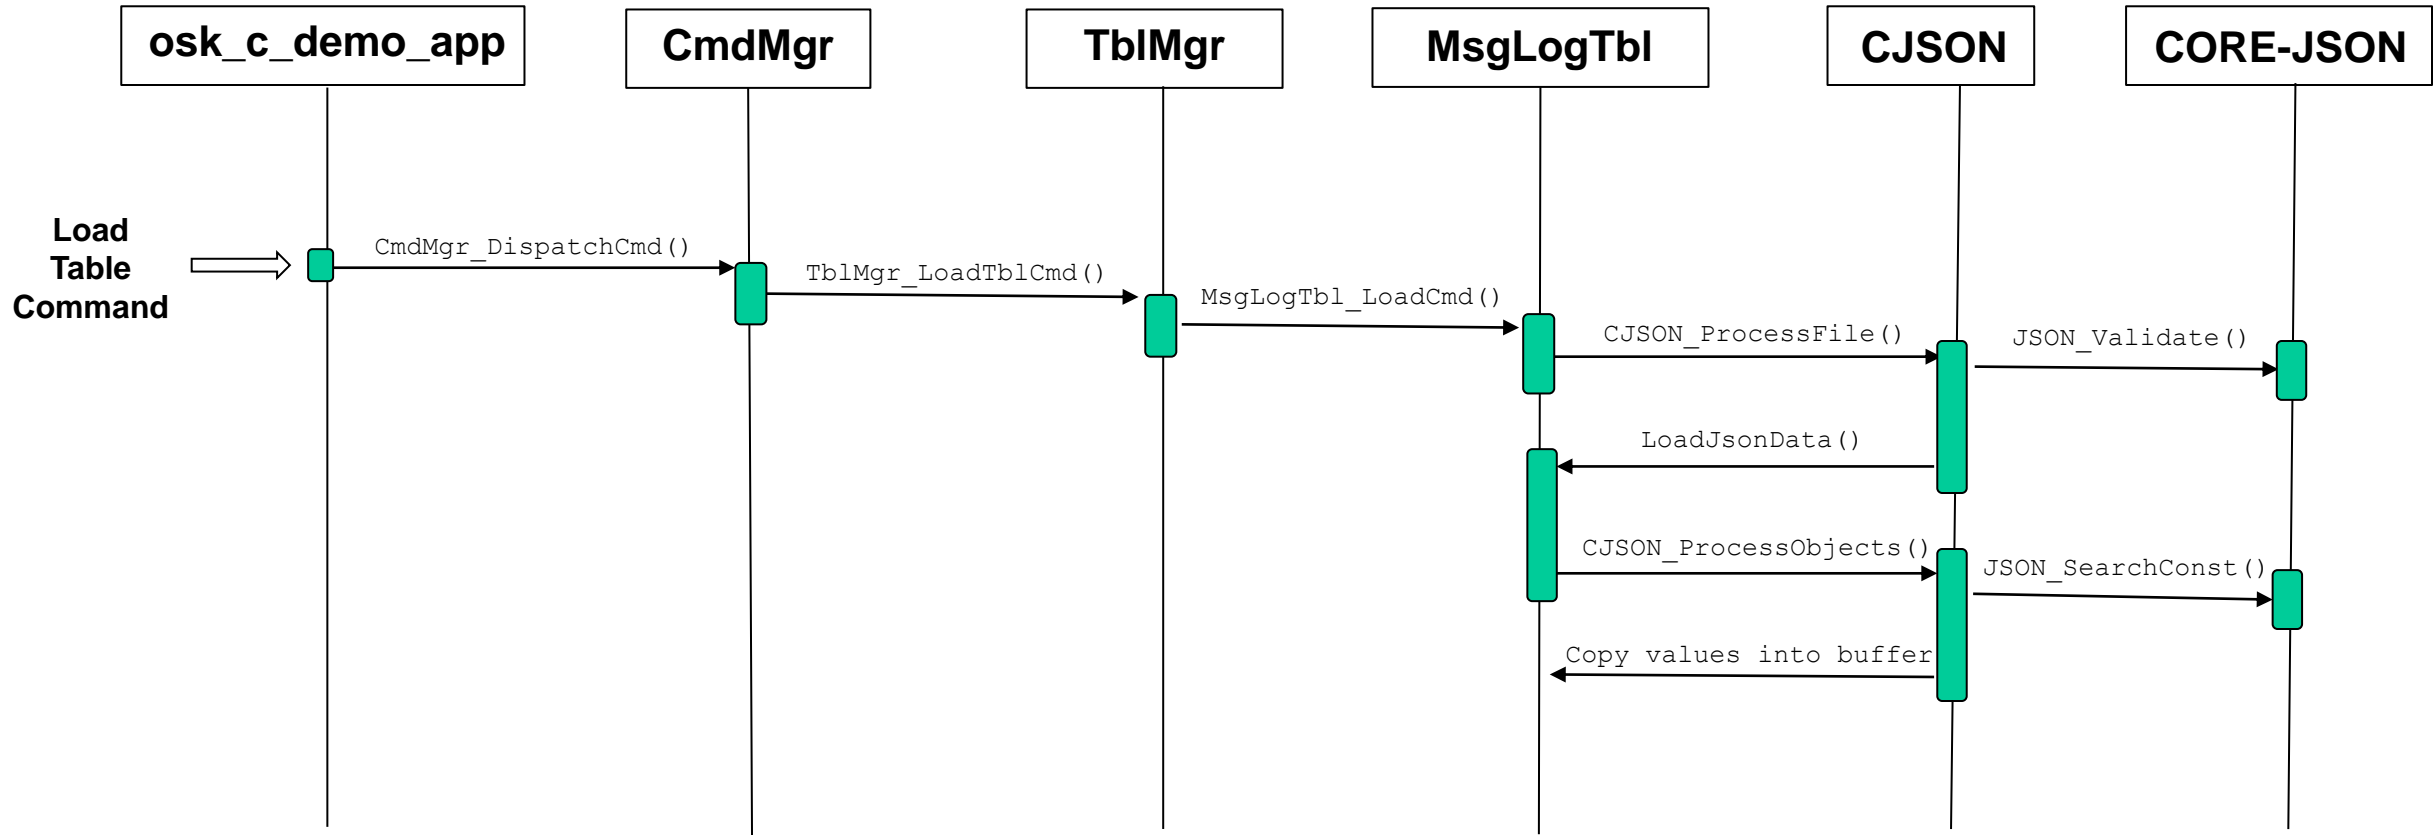 osk_c_demo_app
CmdMgr
TblMgr
MsgLogTbl
CJSON
CORE-JSON
Load
Table
Command
CmdMgr_DispatchCmd()
TblMgr_LoadTblCmd()
MsgLogTbl_LoadCmd()
CJSON_ProcessFile()
JSON_Validate()
LoadJsonData()
CJSON_ProcessObjects()
JSON_SearchConst()
Copy values into buffer